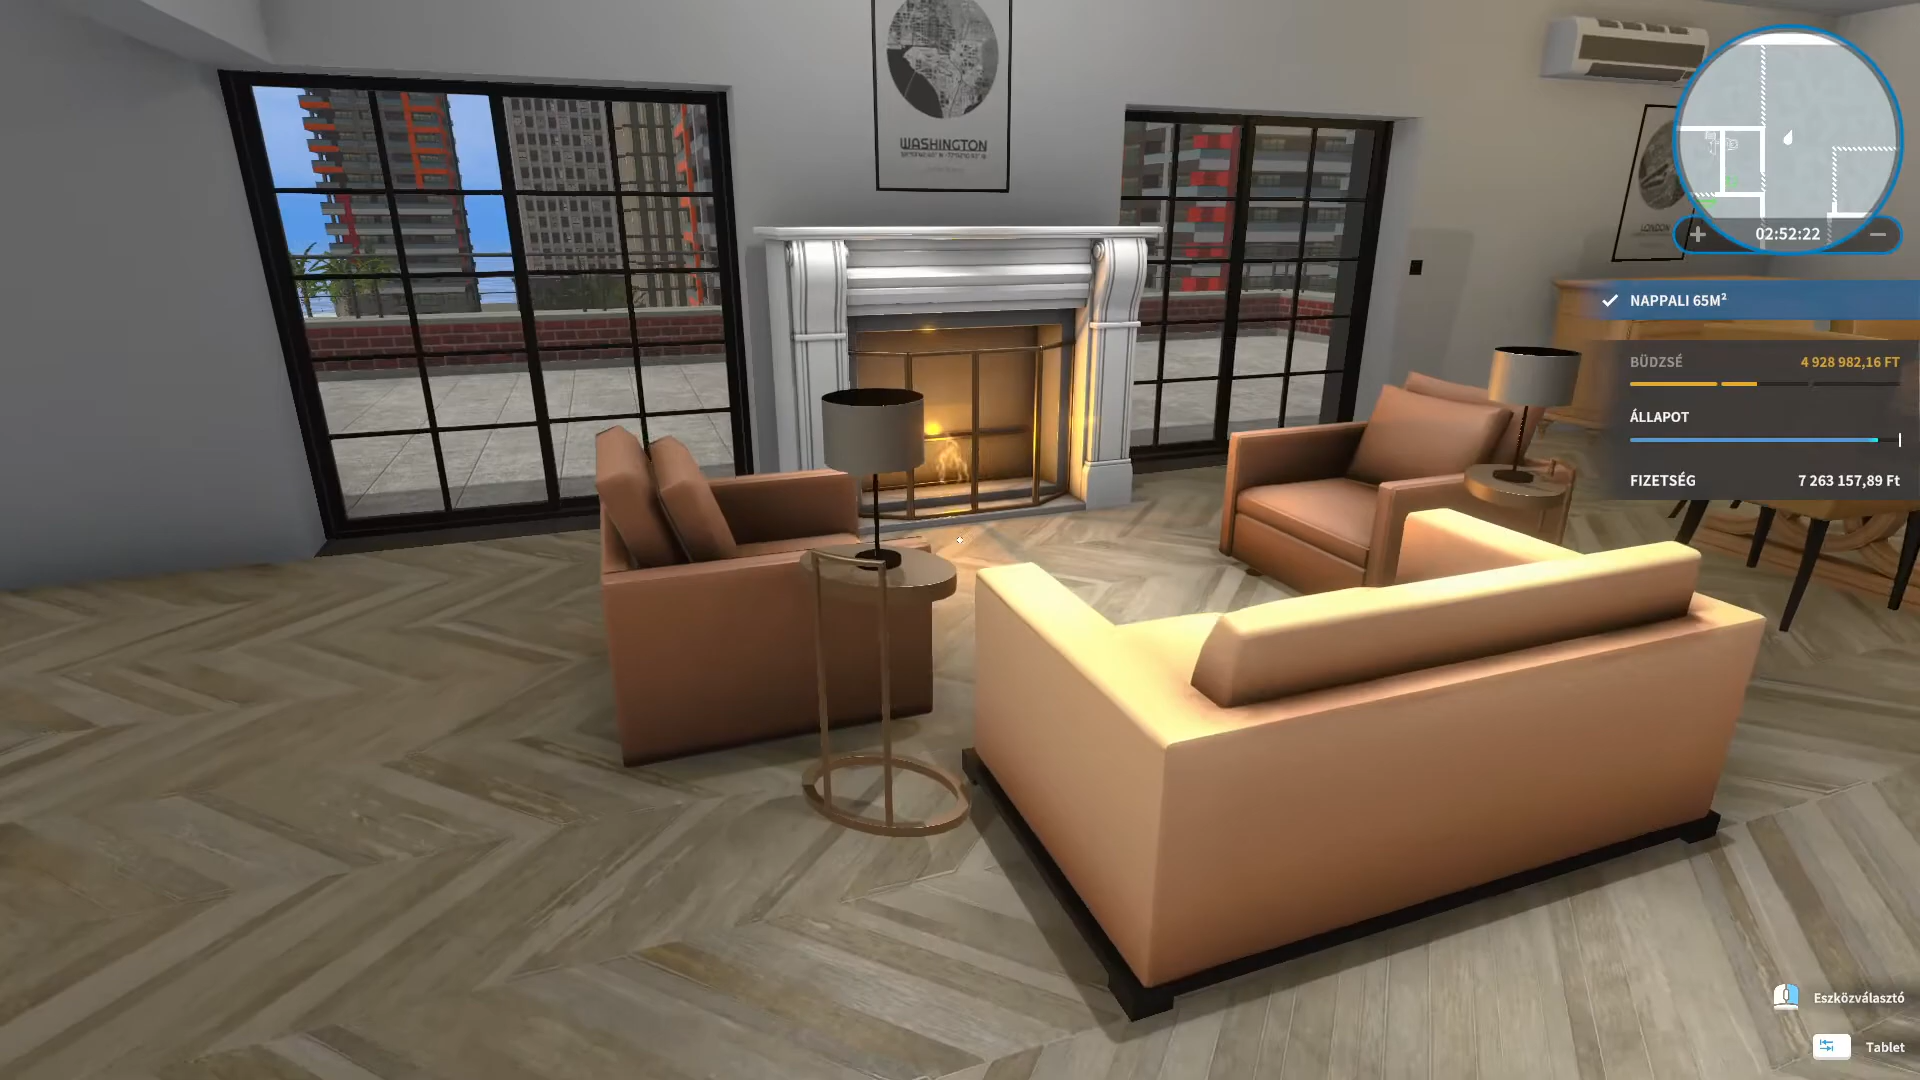 WASHINGTON
LONDON
02:52:22
NAPPALI 65M²
BÜDZSÉ 4 928 982,16 FT
ÁLLAPOT
FIZETSÉG 7 263 157,89 Ft
Eszközválasztó
Tablet